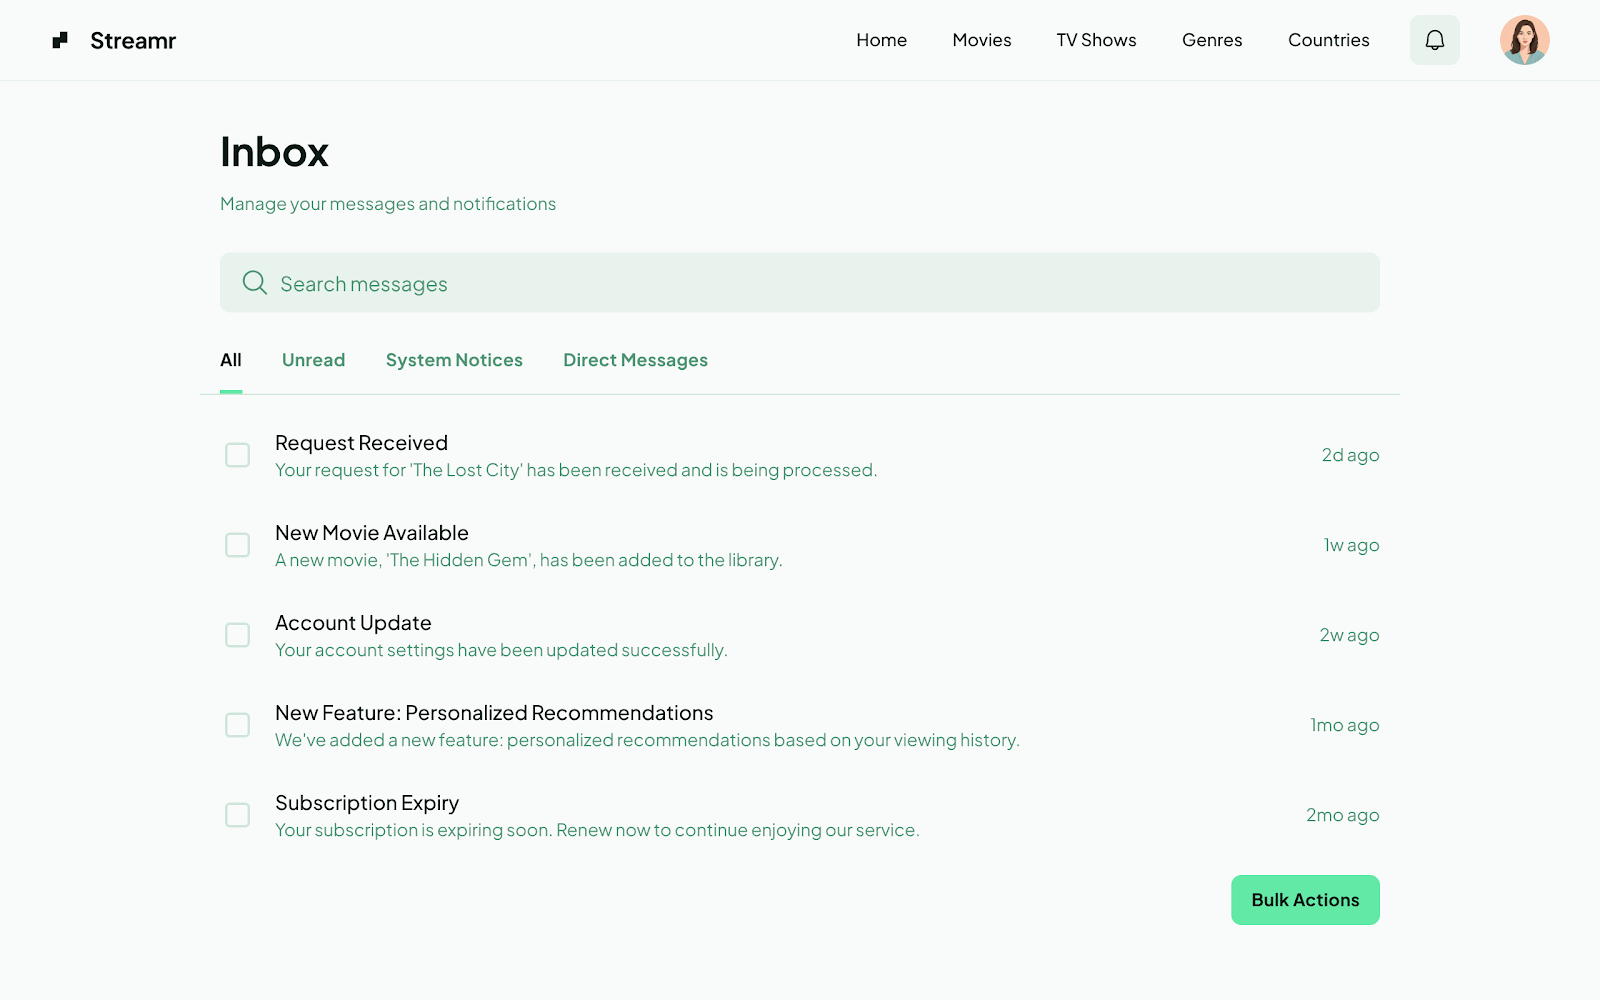 Streamr
Home
Movies
TV Shows
Genres
Countries
Inbox
Manage your messages and notifications
Search messages
All
Unread
System Notices
Direct Messages
Request Received
Your request for 'The Lost City' has been received and is being processed.
2d ago
New Movie Available
A new movie, 'The Hidden Gem', has been added to the library.
1w ago
Account Update
Your account settings have been updated successfully.
2w ago
New Feature: Personalized Recommendations
We've added a new feature: personalized recommendations based on your viewing history.
1mo ago
Subscription Expiry
Your subscription is expiring soon. Renew now to continue enjoying our service.
2mo ago
Bulk Actions